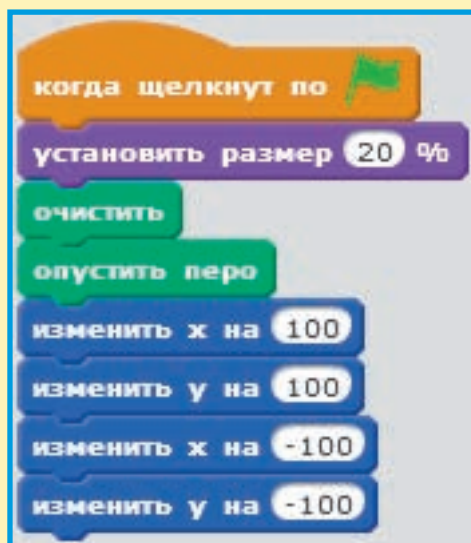 когда щелкнут по
установить размер 20 %
очистить
опустить перо
изменить x на 100
изменить y на 100
изменить x на -100
изменить y на -100